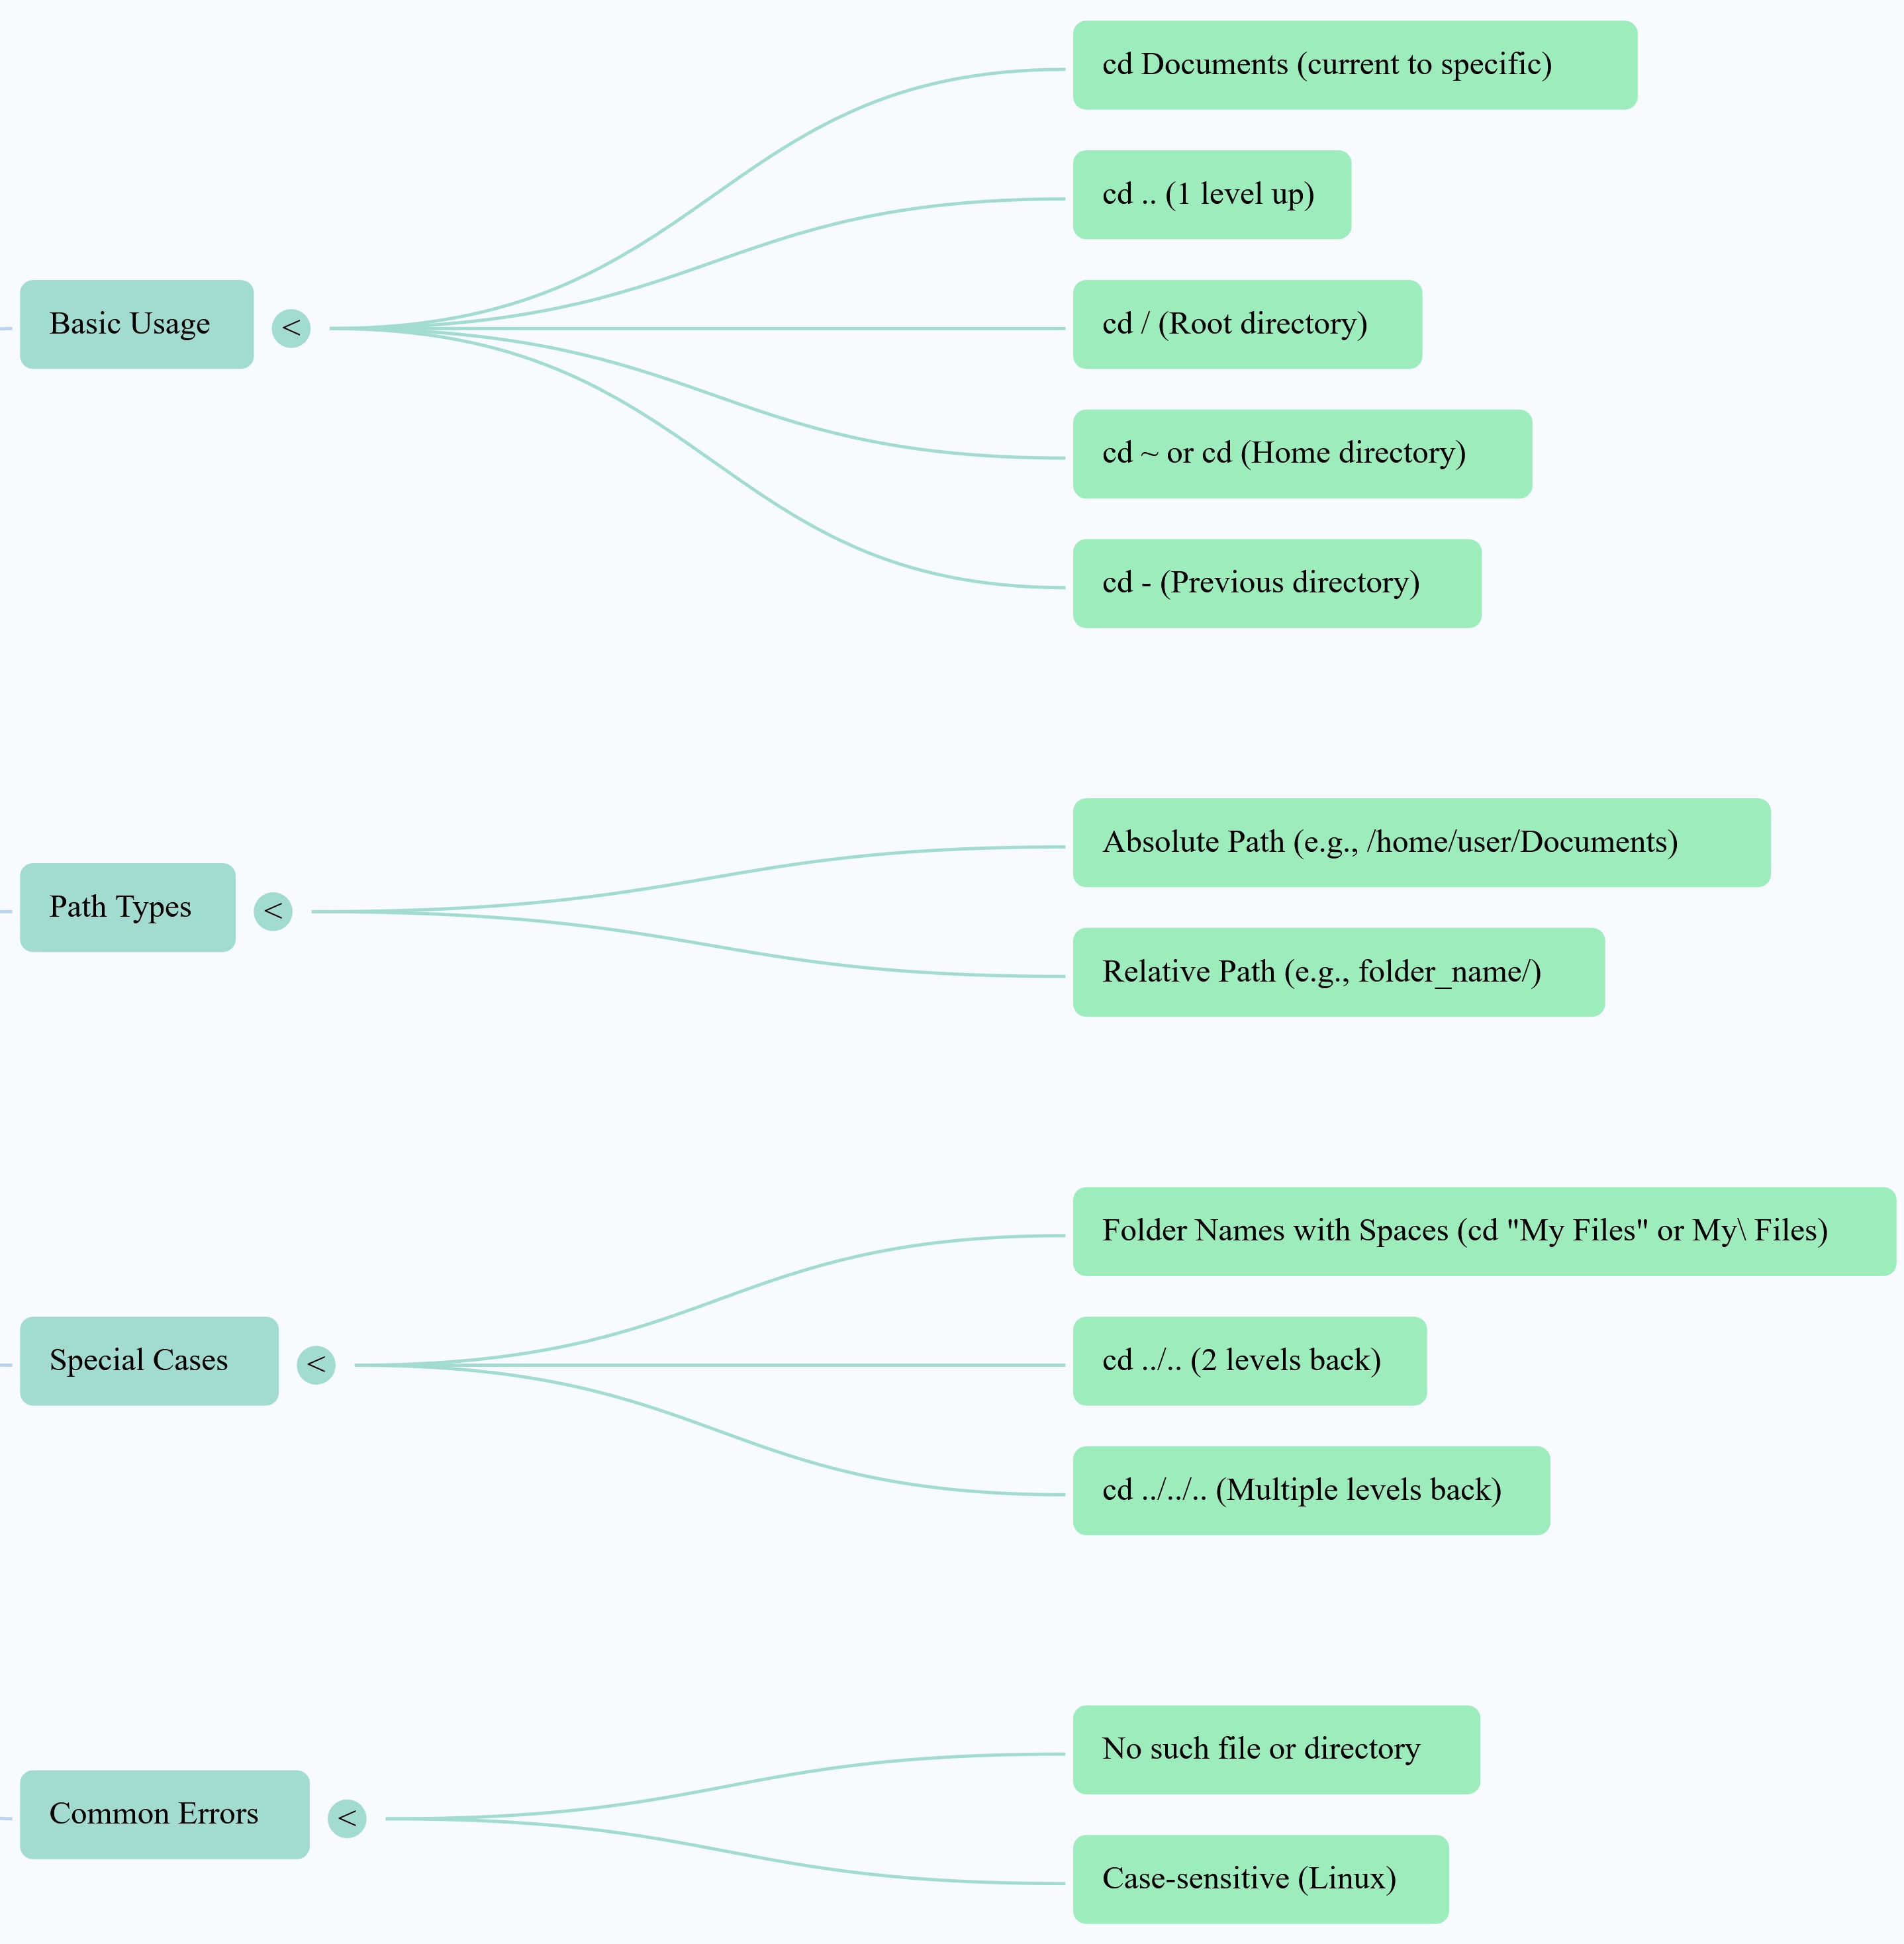 Basic Usage
<
cd Documents (current to specific)
cd .. (1 level up)
cd / (Root directory)
cd ~ or cd (Home directory)
cd - (Previous directory)
Path Types
<
Absolute Path (e.g., /home/user/Documents)
Relative Path (e.g., folder_name/)
Special Cases
<
Folder Names with Spaces (cd "My Files" or My\ Files)
cd ../.. (2 levels back)
cd ../../.. (Multiple levels back)
Common Errors
<
No such file or directory
Case-sensitive (Linux)